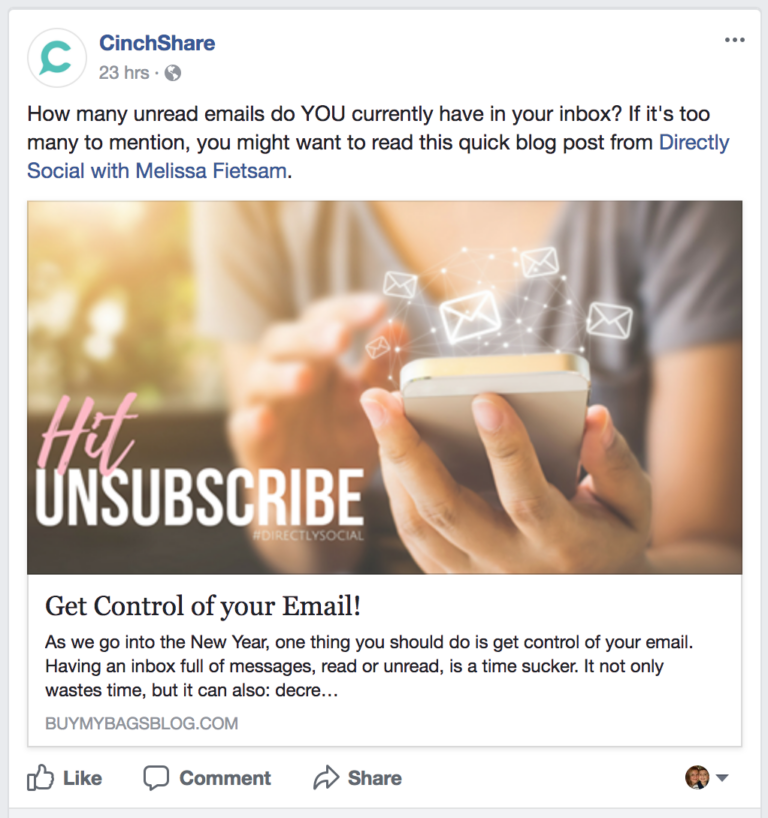 CinchShare
23 hrs ·
How many unread emails do YOU currently have in your inbox? If it's too
many to mention, you might want to read this quick blog post from Directly
Social with Melissa Fietsam.
Hit
UNSUBSCRIBE
#DIRECTLYSOCIAL
Get Control of your Email!
As we go into the New Year, one thing you should do is get control of your email.
Having an inbox full of messages, read or unread, is a time sucker. It not only
wastes time, but it can also: decre…
BUYMYBAGSBLOG.COM
Like Comment Share